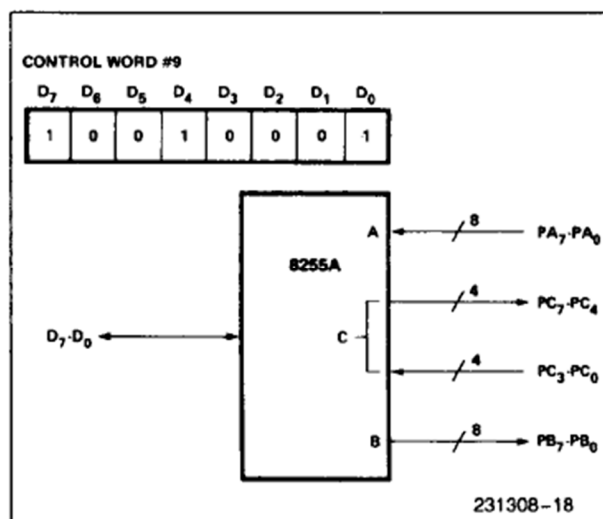 CONTROL WORD #9
D7 D6 D5 D4 D3 D2 D1 D0
1 0 0 1 0 0 0 1
8255A
A
8
PA7-PA0
4
PC7-PC4
D7-D0
C
4
PC3-PC0
B
8
PB7-PB0
231308-18